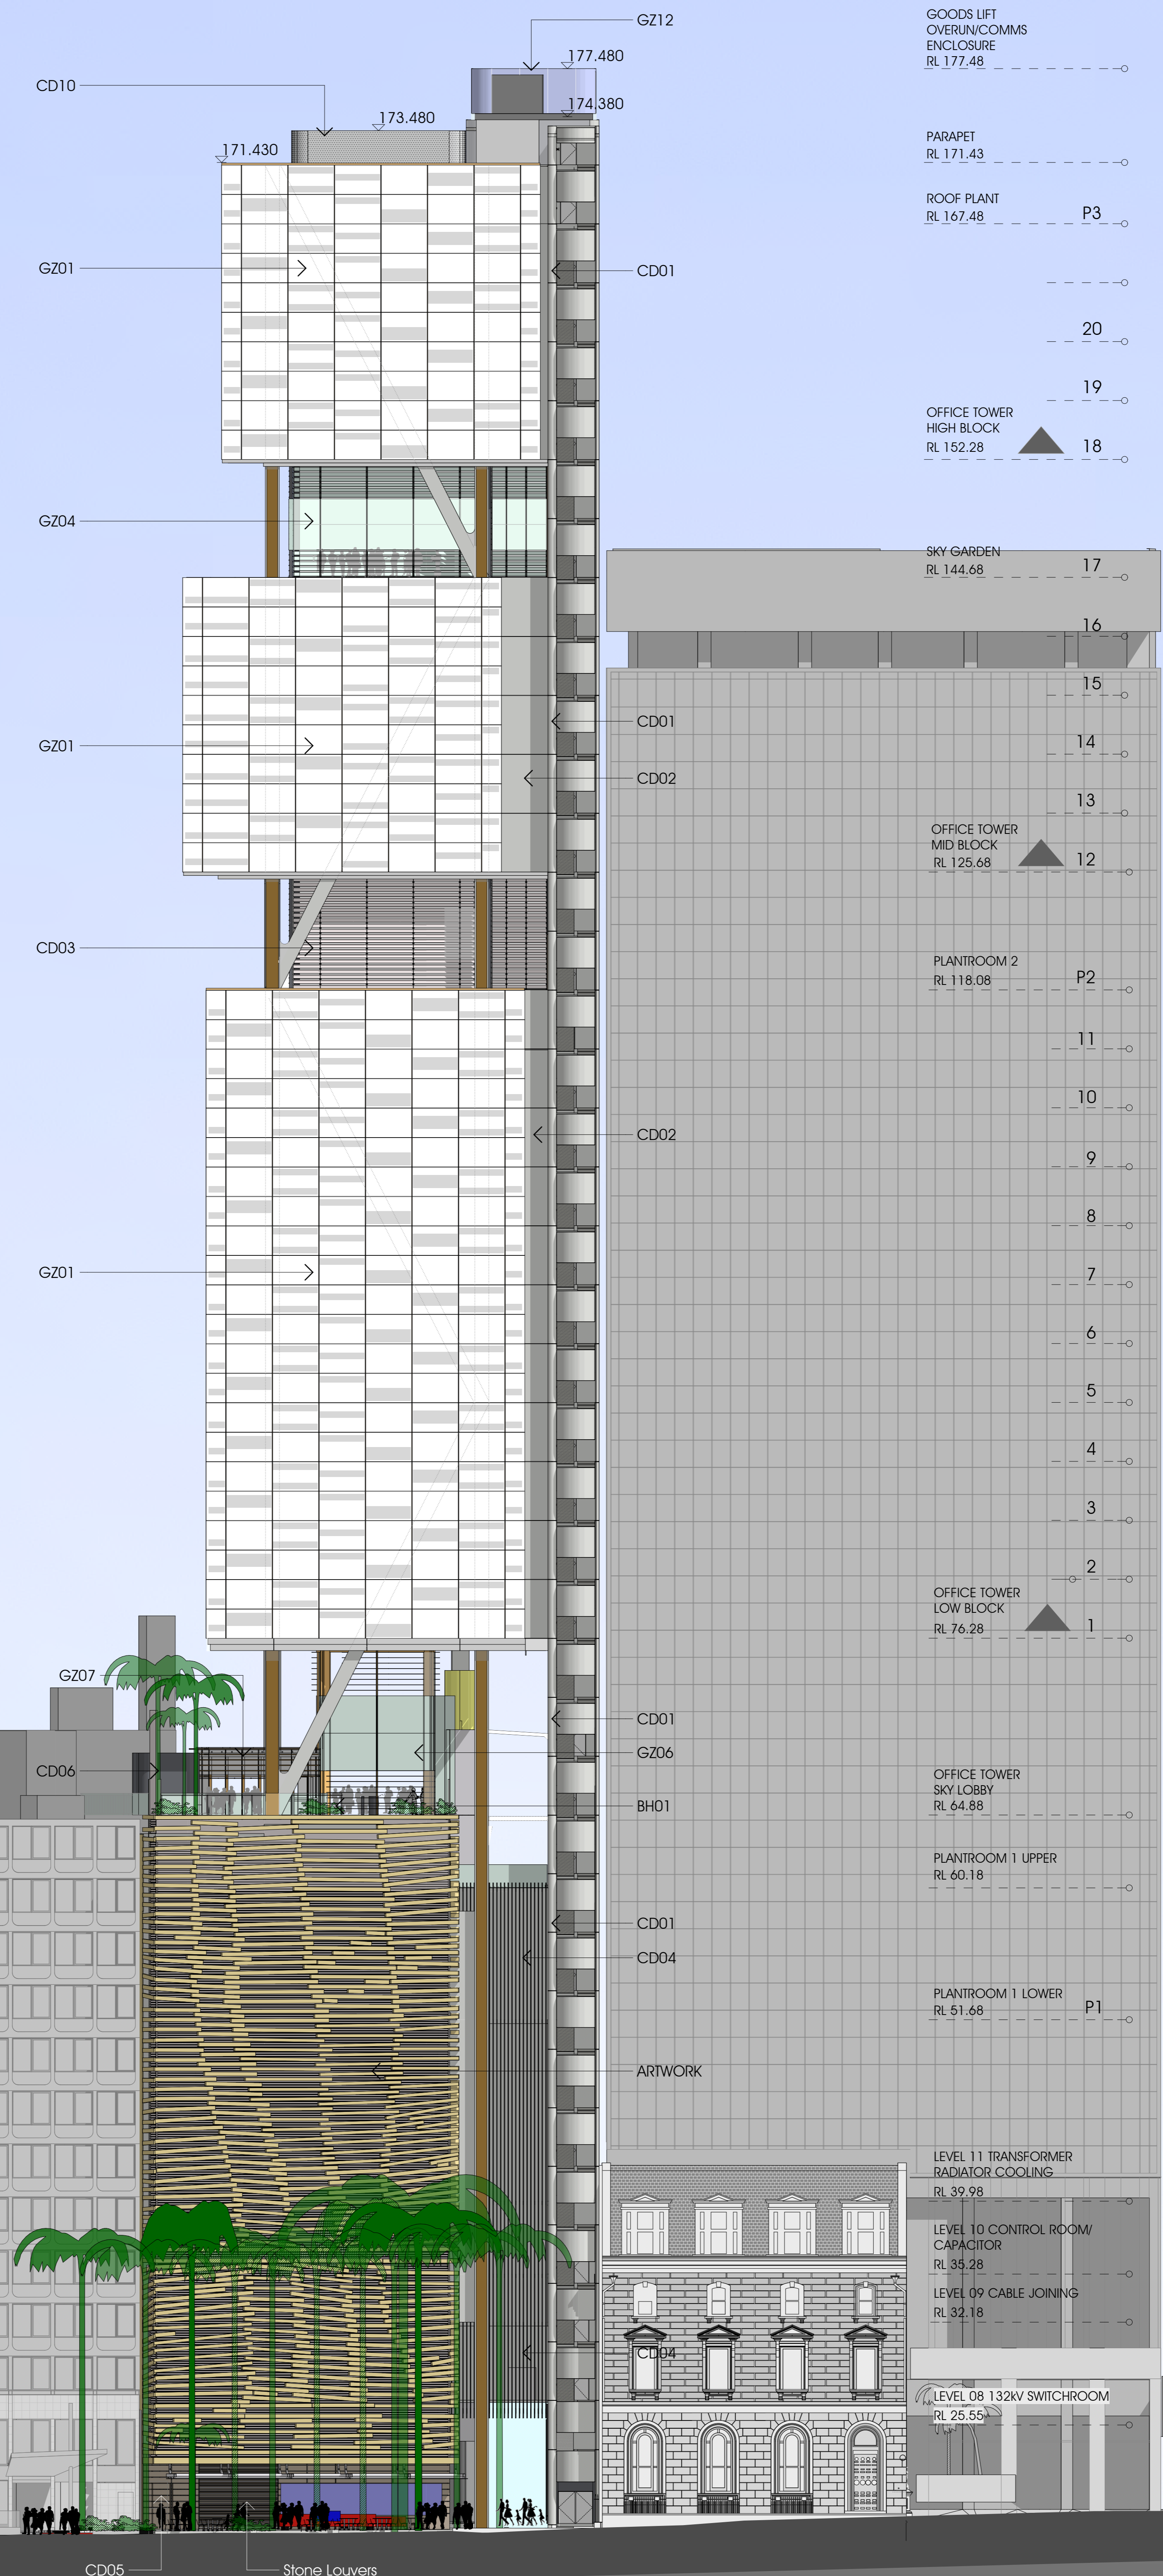 GZ12
GOODS LIFT
OVERUN/COMMS
ENCLOSURE
RL 177.48
177.480
CD10
174.380
173.480
171.430
PARAPET
RL 171.43
ROOF PLANT
RL 167.48
P3
GZ01
CD01
20
19
OFFICE TOWER
HIGH BLOCK
RL 152.28
18
GZ04
SKY GARDEN
RL 144.68
17
16
15
CD01
GZ01
14
CD02
13
OFFICE TOWER
MID BLOCK
RL 125.68
12
CD03
PLANTROOM 2
RL 118.08
P2
11
10
CD02
9
8
GZ01
7
6
5
4
3
2
OFFICE TOWER
LOW BLOCK
RL 76.28
1
GZ07
CD01
GZ06
CD06
OFFICE TOWER
SKY LOBBY
RL 64.88
BH01
PLANTROOM 1 UPPER
RL 60.18
CD01
CD04
PLANTROOM 1 LOWER
RL 51.68
P1
ARTWORK
LEVEL 11 TRANSFORMER
RADIATOR COOLING
RL 39.98
LEVEL 10 CONTROL ROOM/
CAPACITOR
RL 35.28
LEVEL 09 CABLE JOINING
RL 32.18
CD04
LEVEL 08 132kV SWITCHROOM
RL 25.55
CD05
Stone Louvers